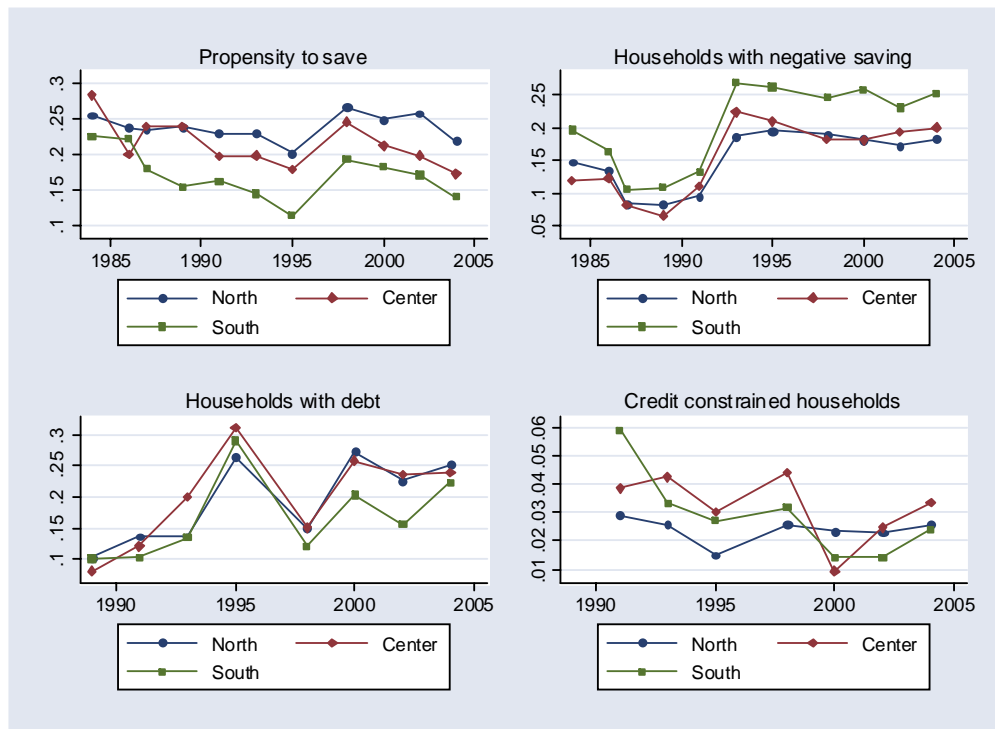 Propensity to save
.3
.25
.2
.15
.1
1985 1990 1995 2000 2005
North Center
South
Households with negative saving
.25
.2
.15
.1
.05
1985 1990 1995 2000 2005
North Center
South
Households with debt
.3
.25
.2
.15
.1
1990 1995 2000 2005
North Center
South
Credit constrained households
.06
.05
.04
.03
.02
.01
1990 1995 2000 2005
North Center
South